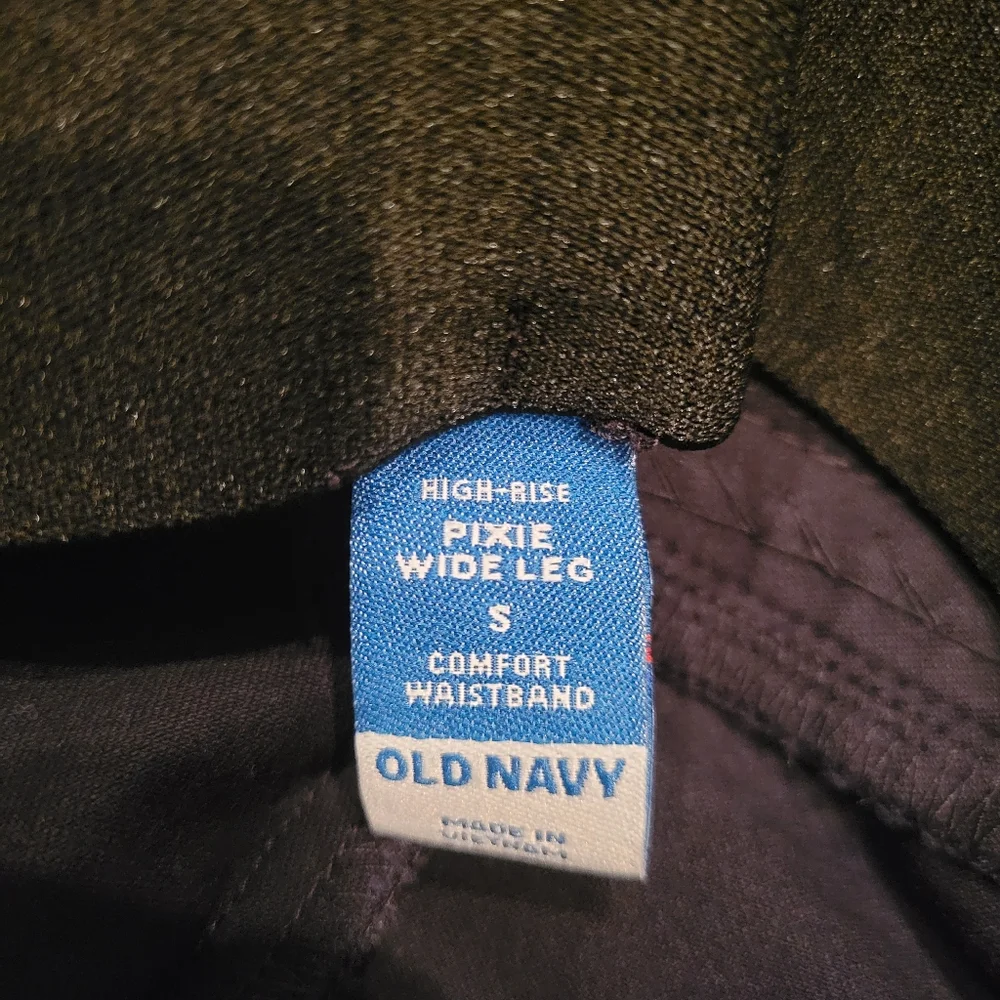 HIGH-RISE
PIXIE
WIDE LEG
S
COMFORT
WAISTBAND
OLD NAVY
MADE IN
VIETNAM